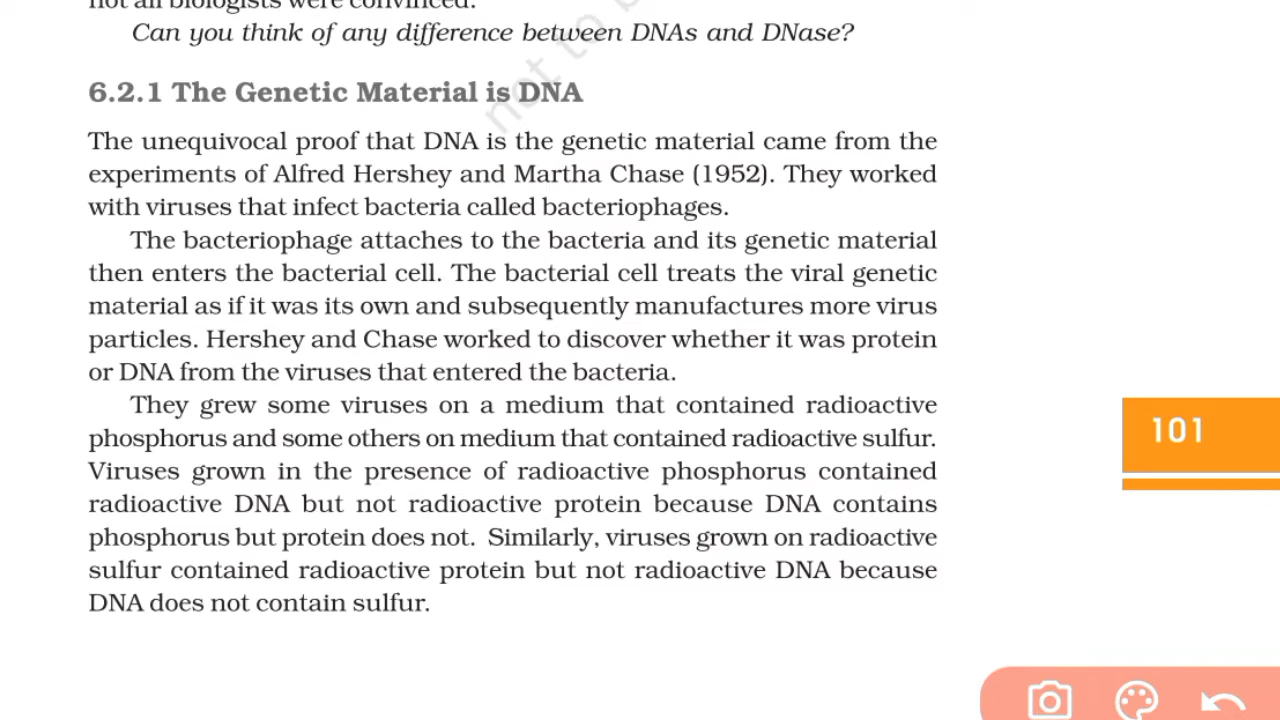 not all biologists were convinced.
Can you think of any difference between DNAs and DNase?
6.2.1 The Genetic Material is DNA
The unequivocal proof that DNA is the genetic material came from the
experiments of Alfred Hershey and Martha Chase (1952). They worked
with viruses that infect bacteria called bacteriophages.
The bacteriophage attaches to the bacteria and its genetic material
then enters the bacterial cell. The bacterial cell treats the viral genetic
material as if it was its own and subsequently manufactures more virus
particles. Hershey and Chase worked to discover whether it was protein
or DNA from the viruses that entered the bacteria.
They grew some viruses on a medium that contained radioactive
phosphorus and some others on medium that contained radioactive sulfur.
Viruses grown in the presence of radioactive phosphorus contained
radioactive DNA but not radioactive protein because DNA contains
phosphorus but protein does not. Similarly, viruses grown on radioactive
sulfur contained radioactive protein but not radioactive DNA because
DNA does not contain sulfur.
101
not to b